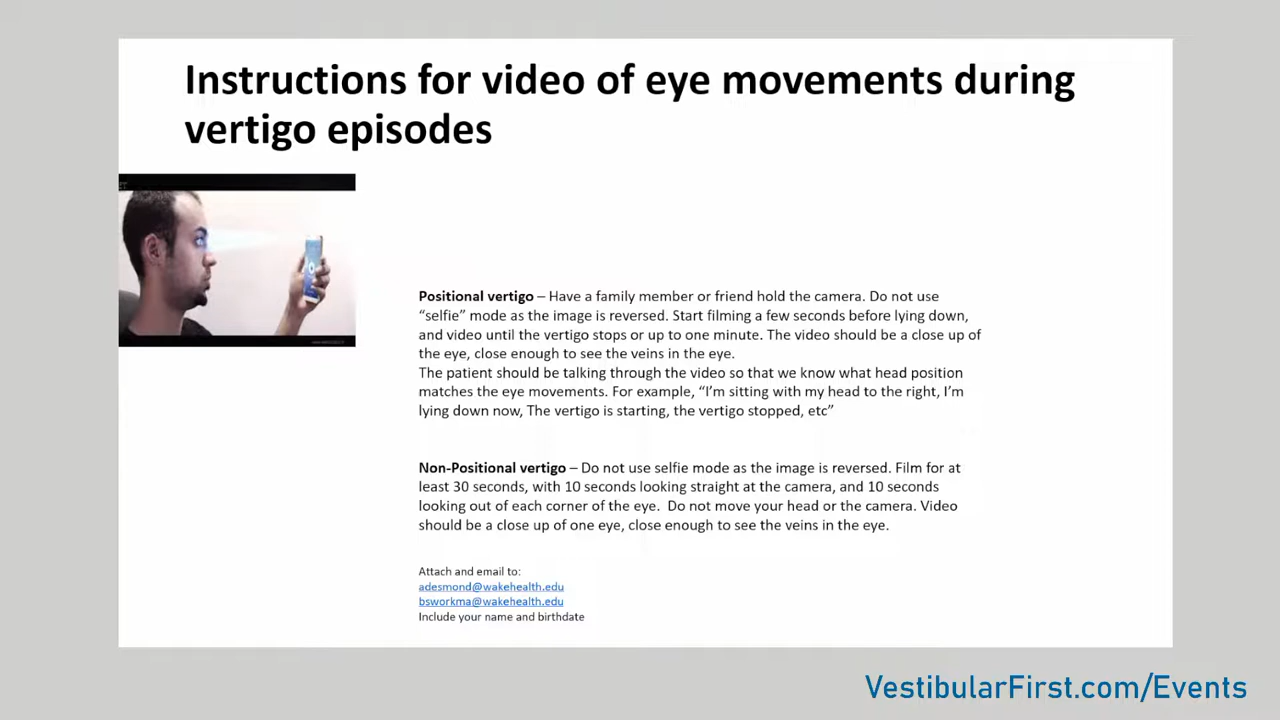 Instructions for video of eye movements during
vertigo episodes
Positional vertigo – Have a family member or friend hold the camera. Do not use
“selfie” mode as the image is reversed. Start filming a few seconds before lying down,
and video until the vertigo stops or up to one minute. The video should be a close up of
the eye, close enough to see the veins in the eye.
The patient should be talking through the video so that we know what head position
matches the eye movements. For example, “I’m sitting with my head to the right, I’m
lying down now, The vertigo is starting, the vertigo stopped, etc”
Non-Positional vertigo – Do not use selfie mode as the image is reversed. Film for at
least 30 seconds, with 10 seconds looking straight at the camera, and 10 seconds
looking out of each corner of the eye.  Do not move your head or the camera. Video
should be a close up of one eye, close enough to see the veins in the eye.
Attach and email to:
adesmond@wakehealth.edu
bsworkma@wakehealth.edu
Include your name and birthdate
VestibularFirst.com/Events